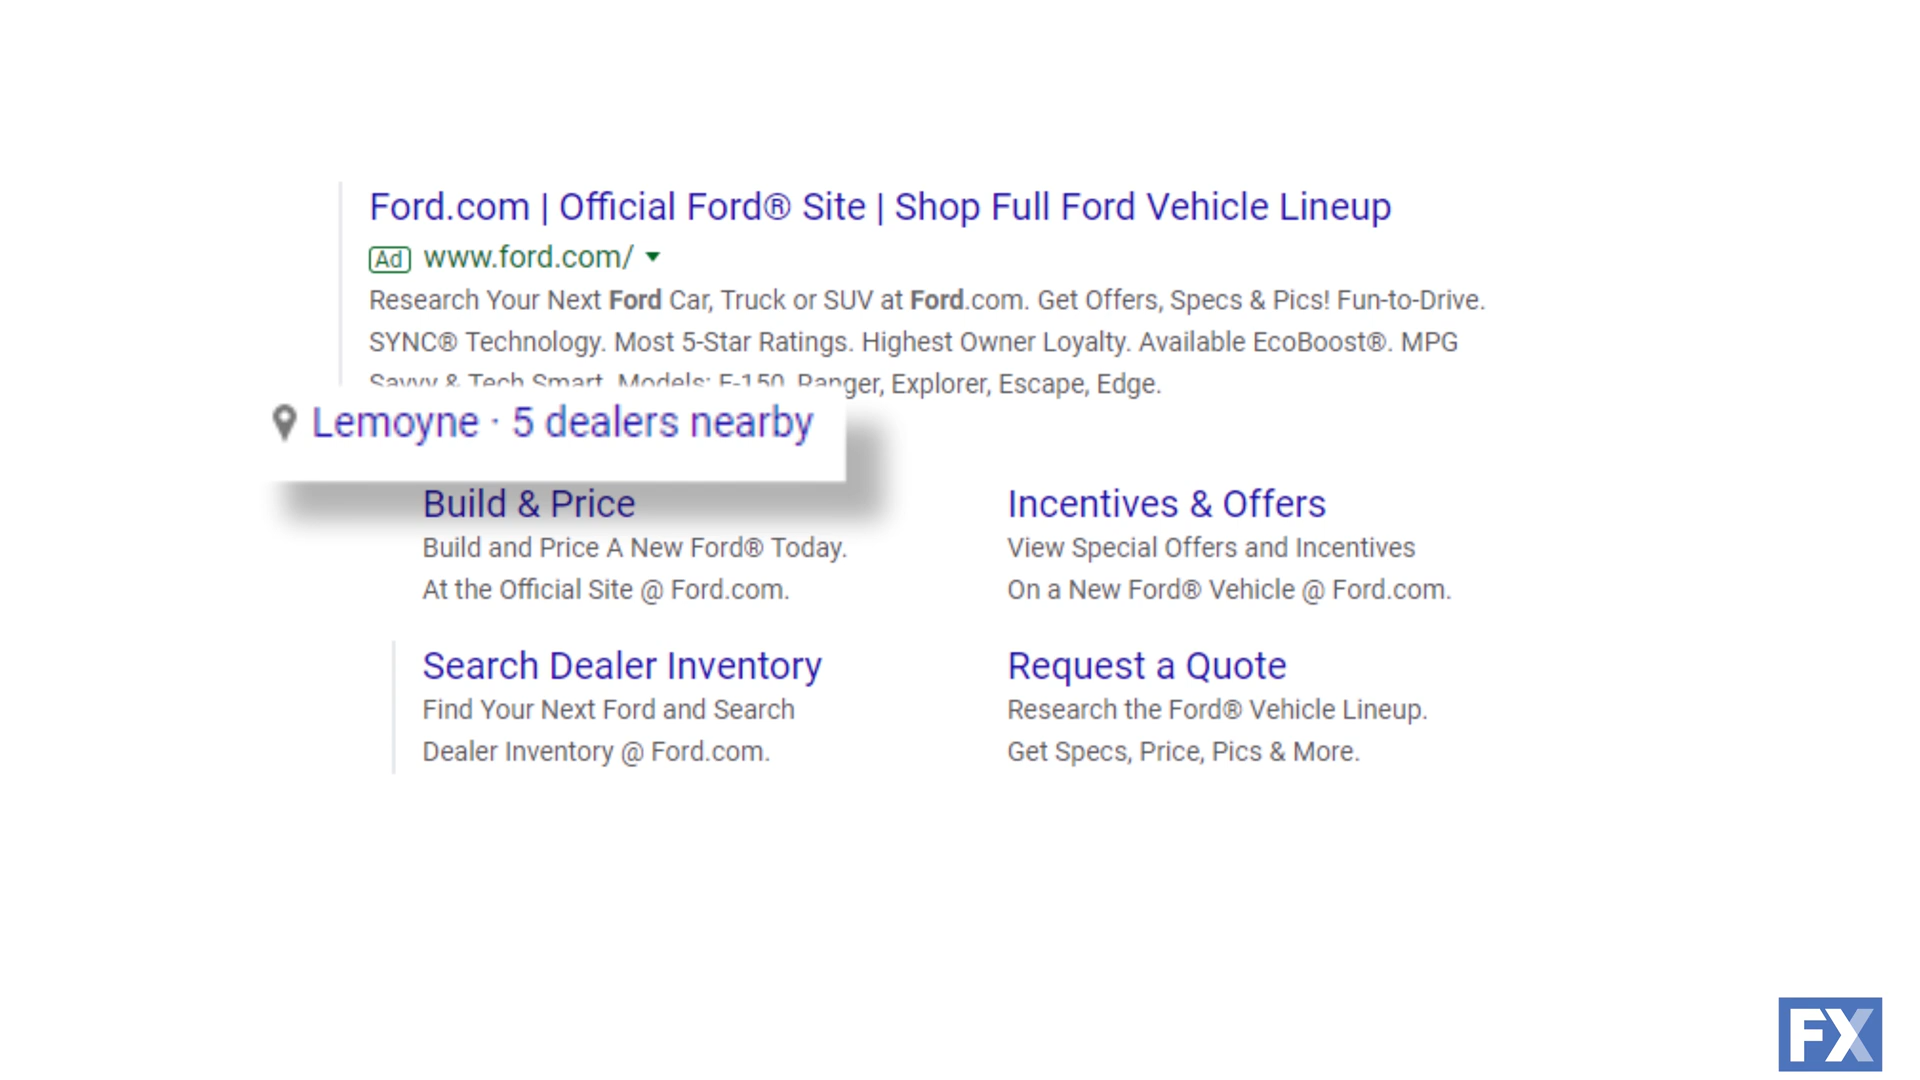 Ford.com | Official Ford® Site | Shop Full Ford Vehicle Lineup
Ad www.ford.com/
Research Your Next Ford Car, Truck or SUV at Ford.com. Get Offers, Specs & Pics! Fun-to-Drive.
SYNC® Technology. Most 5-Star Ratings. Highest Owner Loyalty. Available EcoBoost®. MPG
Savvy & Tech Smart. Models: F-150, Ranger, Explorer, Escape, Edge.
Lemoyne · 5 dealers nearby
Build & Price
Build and Price A New Ford® Today.
At the Official Site @ Ford.com.
Incentives & Offers
View Special Offers and Incentives
On a New Ford® Vehicle @ Ford.com.
Search Dealer Inventory
Find Your Next Ford and Search
Dealer Inventory @ Ford.com.
Request a Quote
Research the Ford® Vehicle Lineup.
Get Specs, Price, Pics & More.
FX